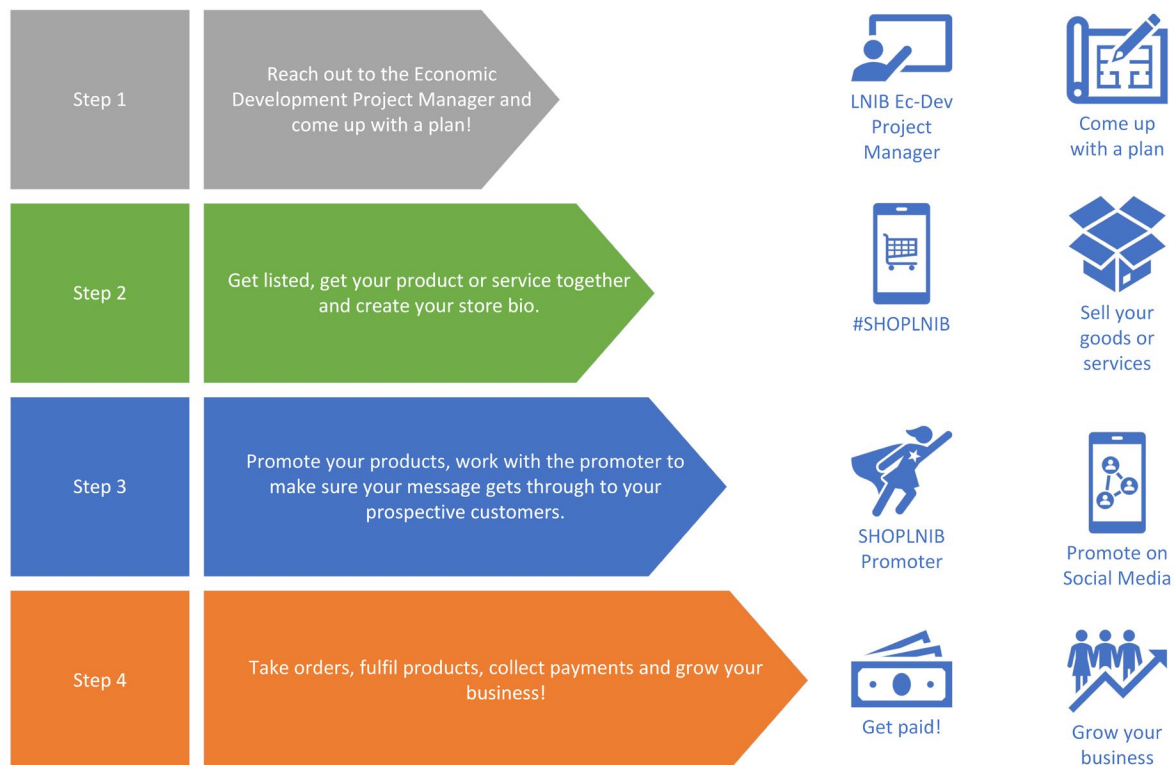 Step 1
Reach out to the Economic
Development Project Manager and
come up with a plan!
LNIB Ec-Dev
Project
Manager
Come up
with a plan
Step 2
Get listed, get your product or service together
and create your store bio.
#SHOPLNIB
Sell your
goods or
services
Step 3
Promote your products, work with the promoter to
make sure your message gets through to your
prospective customers.
SHOPLNIB
Promoter
Promote on
Social Media
Step 4
Take orders, fulfil products, collect payments and grow your
business!
Get paid!
Grow your
business